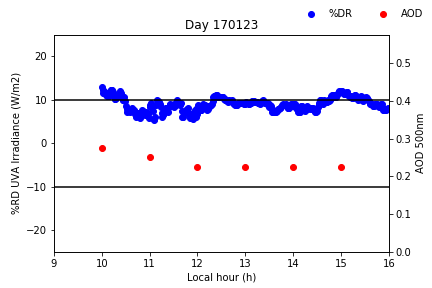 %DR AOD
Day 170123
20
10
0
−10
−20
%RD UVA Irradiance (W/m2)
0.5
0.4
0.3
0.2
0.1
0.0
AOD 500nm
9 10 11 12 13 14 15 16
Local hour (h)